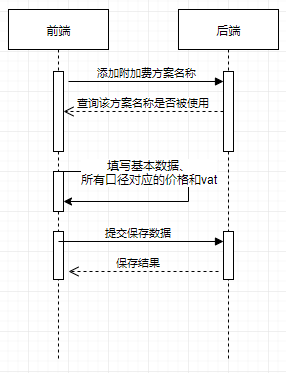 前端
后端
添加附加费方案名称
查询该方案名称是否被使用
填写基本数据、
所有口径对应的价格和vat
提交保存数据
保存结果